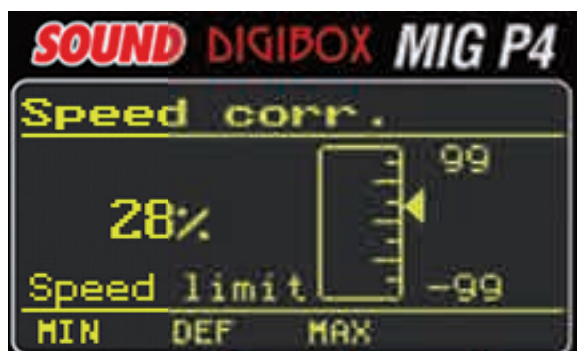 SOUND DIGIBOX MIG P4
Speed corr.
99
28%
Speed limit -99
MIN DEF MAX